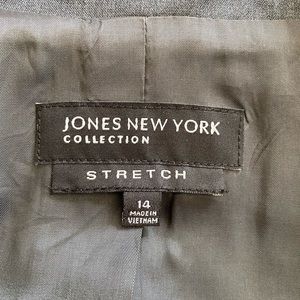 JONES NEW YORK
COLLECTION
STRETCH
14
MADE IN
VIETNAM